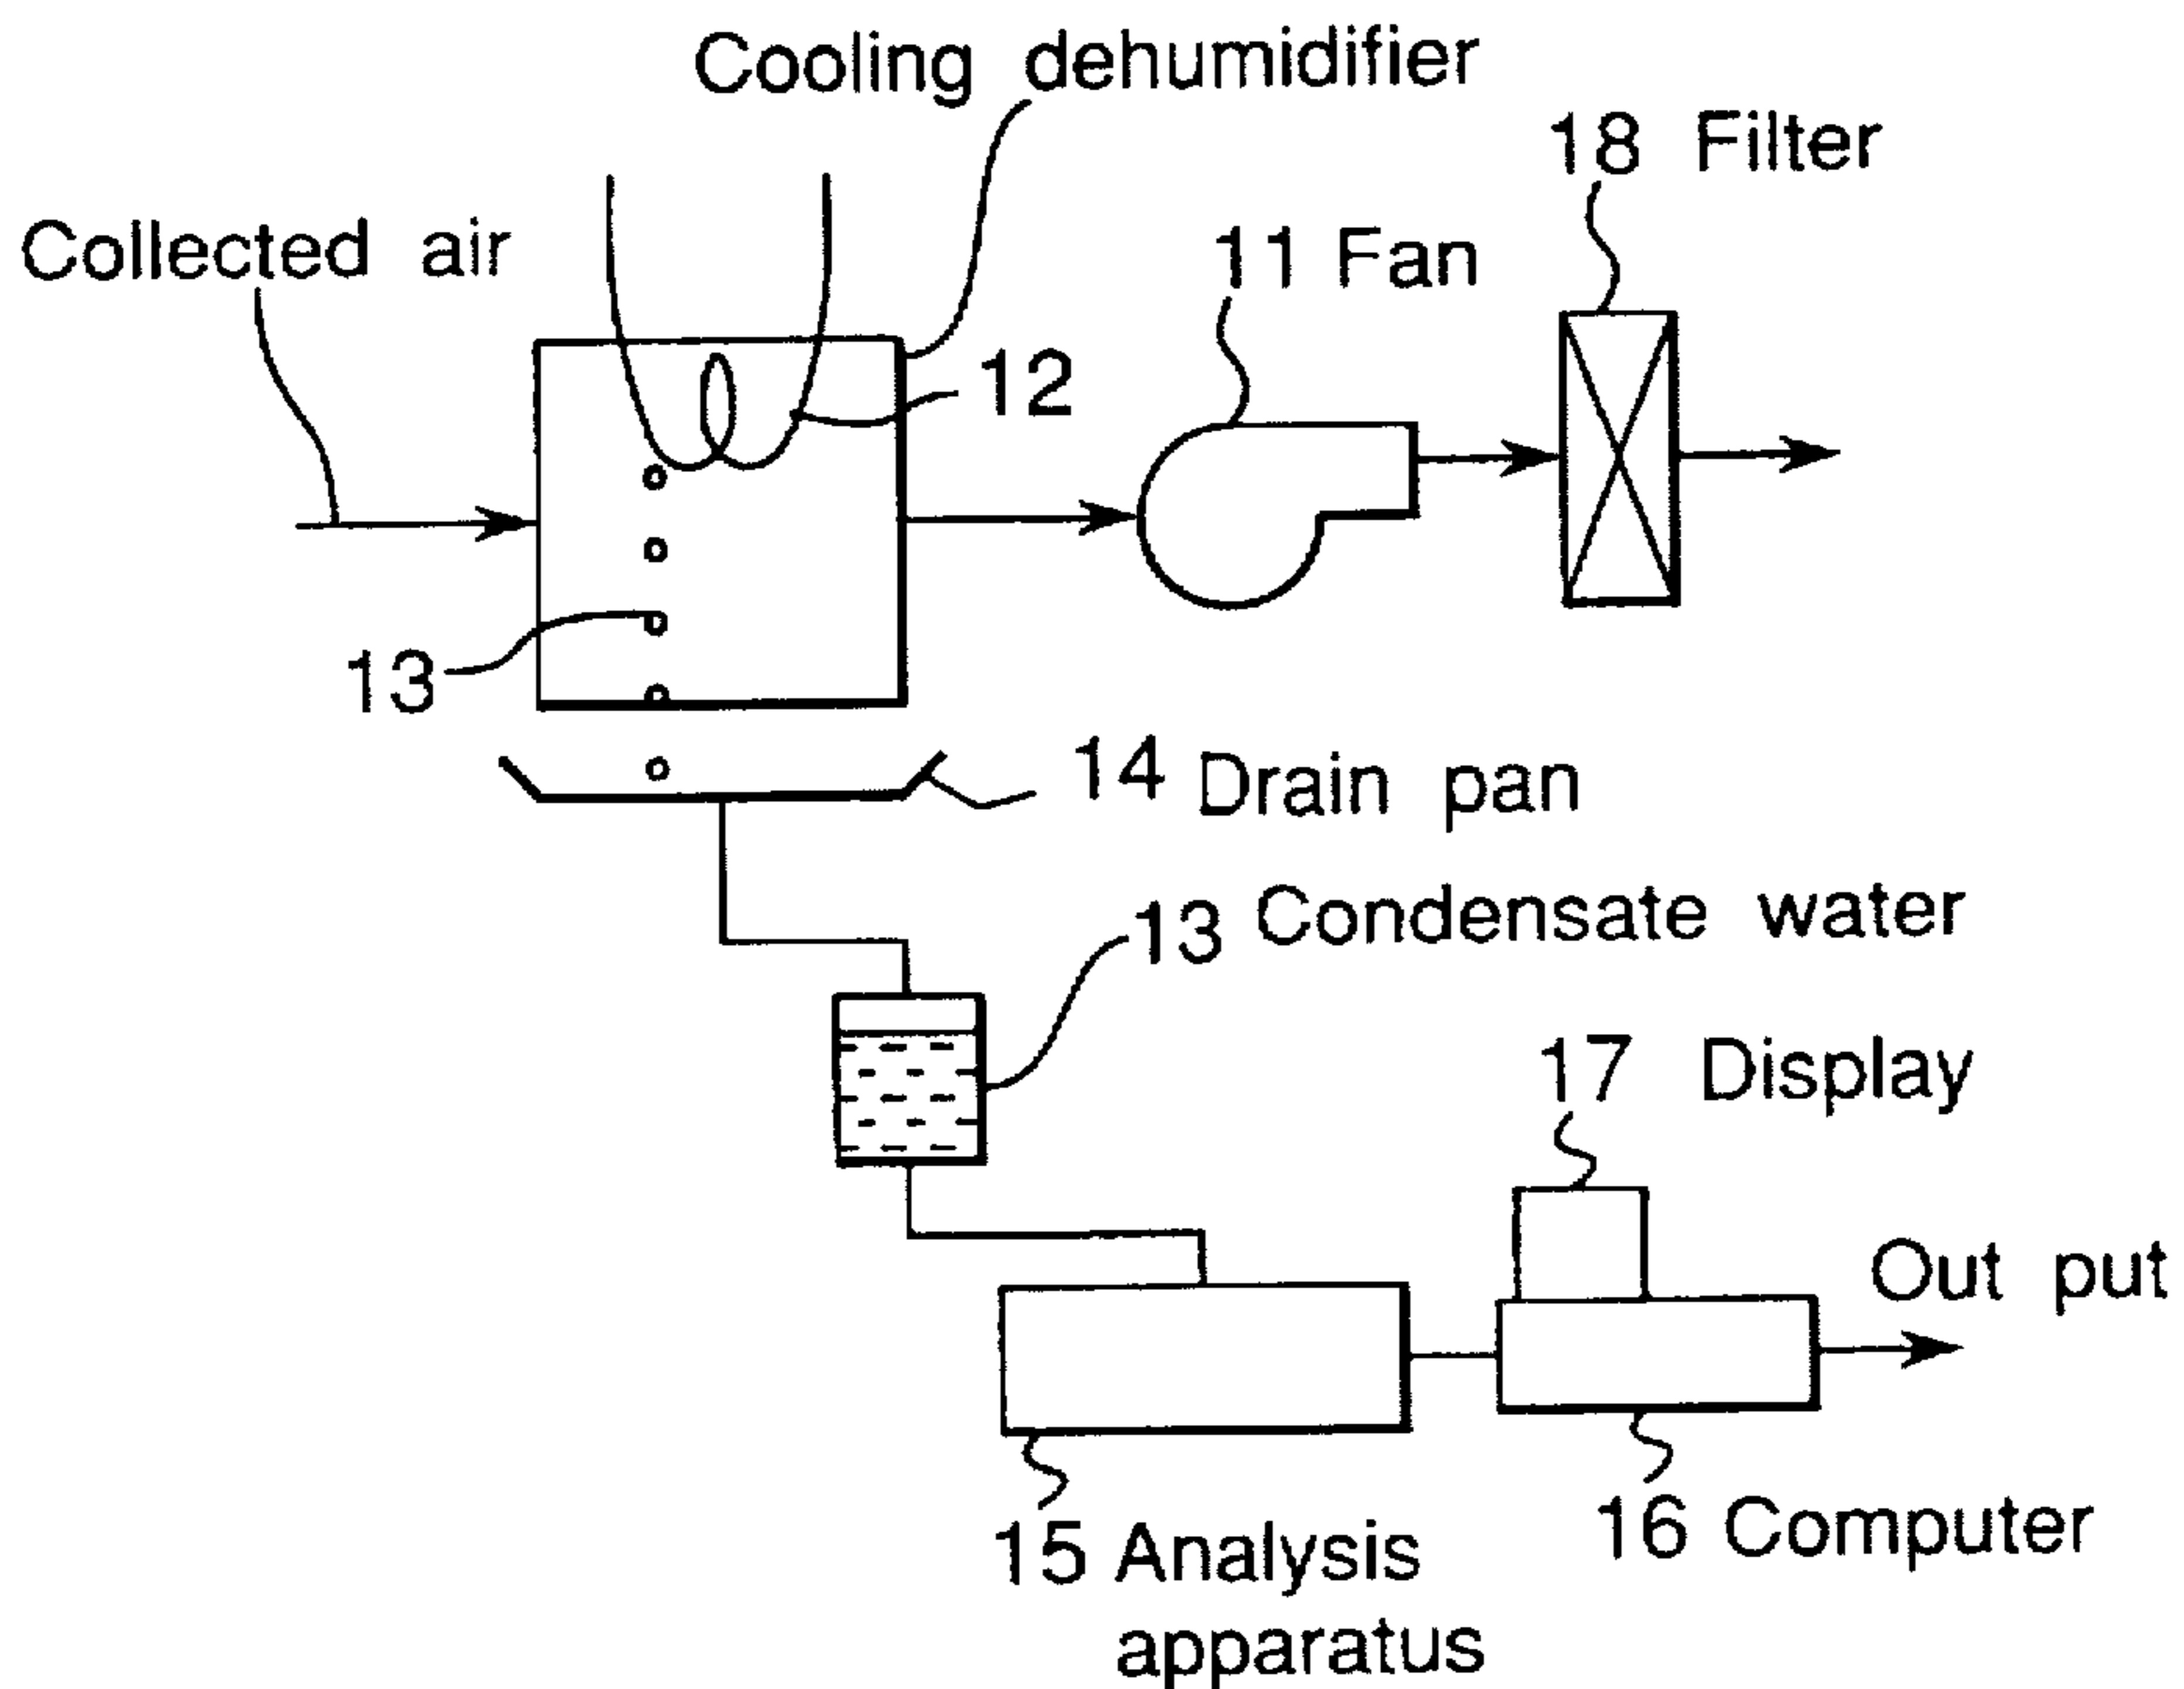 Cooling dehumidifier
18 Filter
Collected air
11 Fan
12
13
14 Drain pan
13 Condensate water
17 Display
Out put
16 Computer
15 Analysis
apparatus